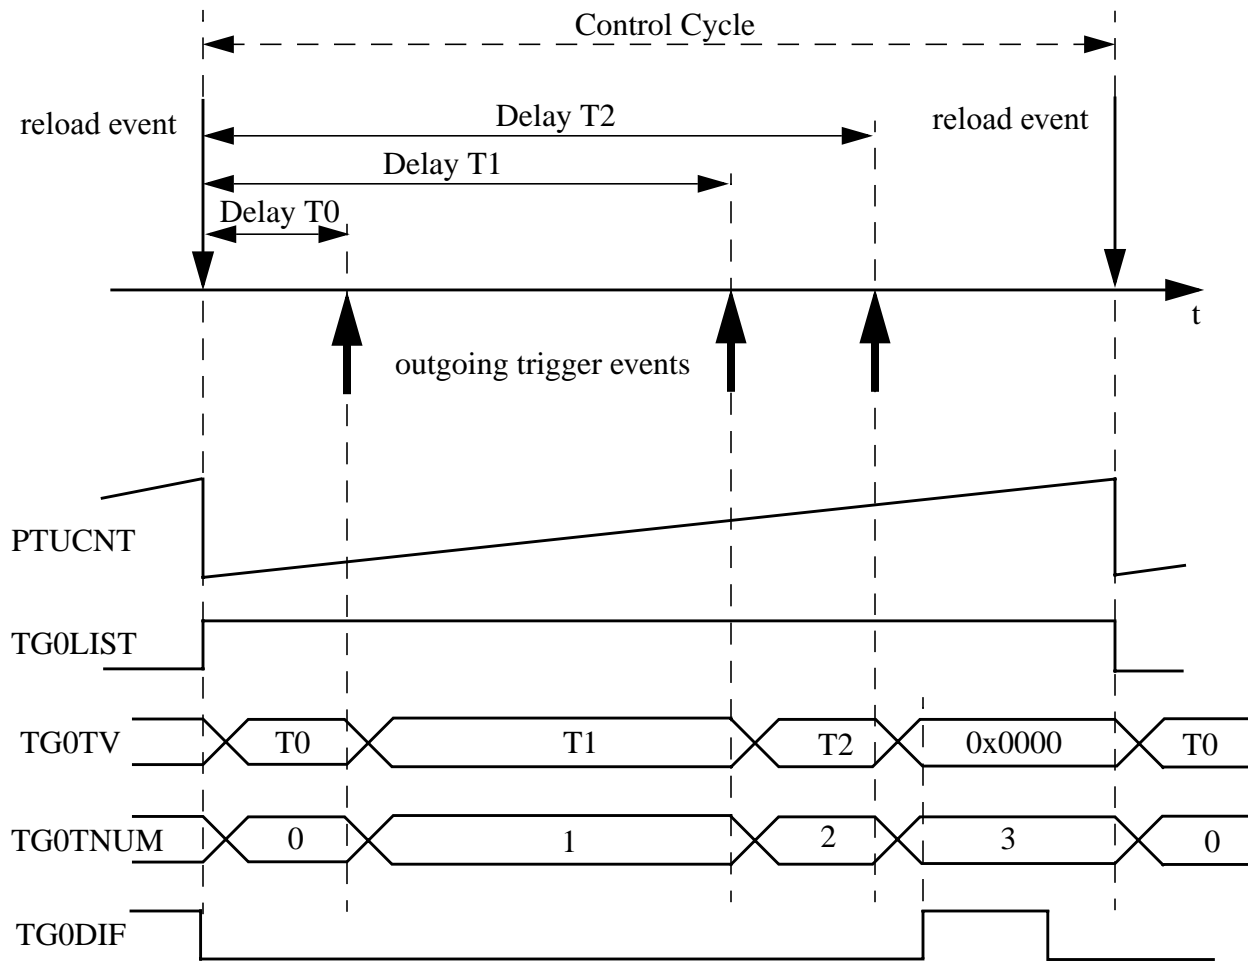 Control Cycle
reload event
Delay T2
reload event
Delay T1
Delay T0
t
outgoing trigger events
PTUCNT
TG0LIST
TG0TV T0 T1 T2 0x0000 T0
TG0TNUM 0 1 2 3 0
TG0DIF